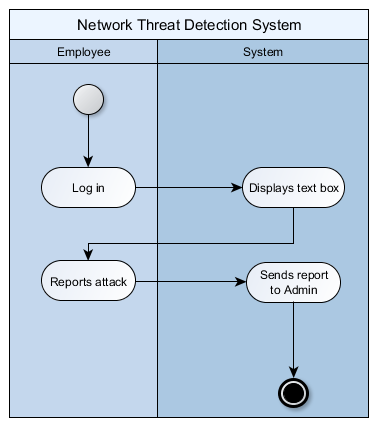 Network Threat Detection System
Employee
System
Log in
Displays text box
Reports attack
Sends report
to Admin